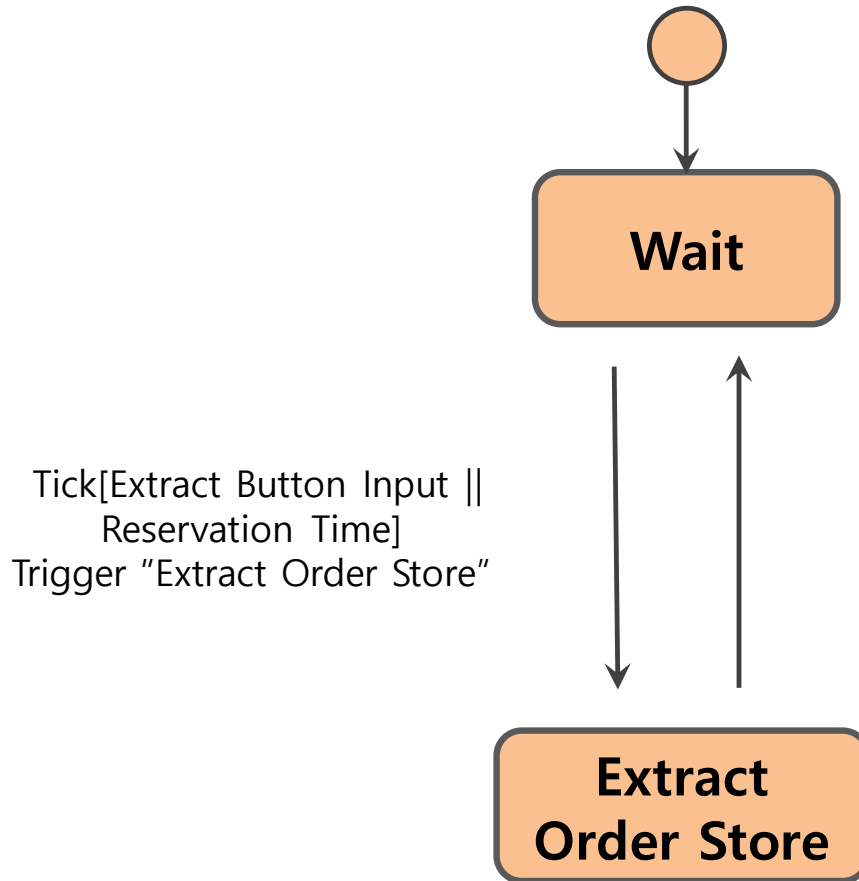 Wait
Tick[Extract Button Input ||
Reservation Time]
Trigger "Extract Order Store"
Extract
Order Store